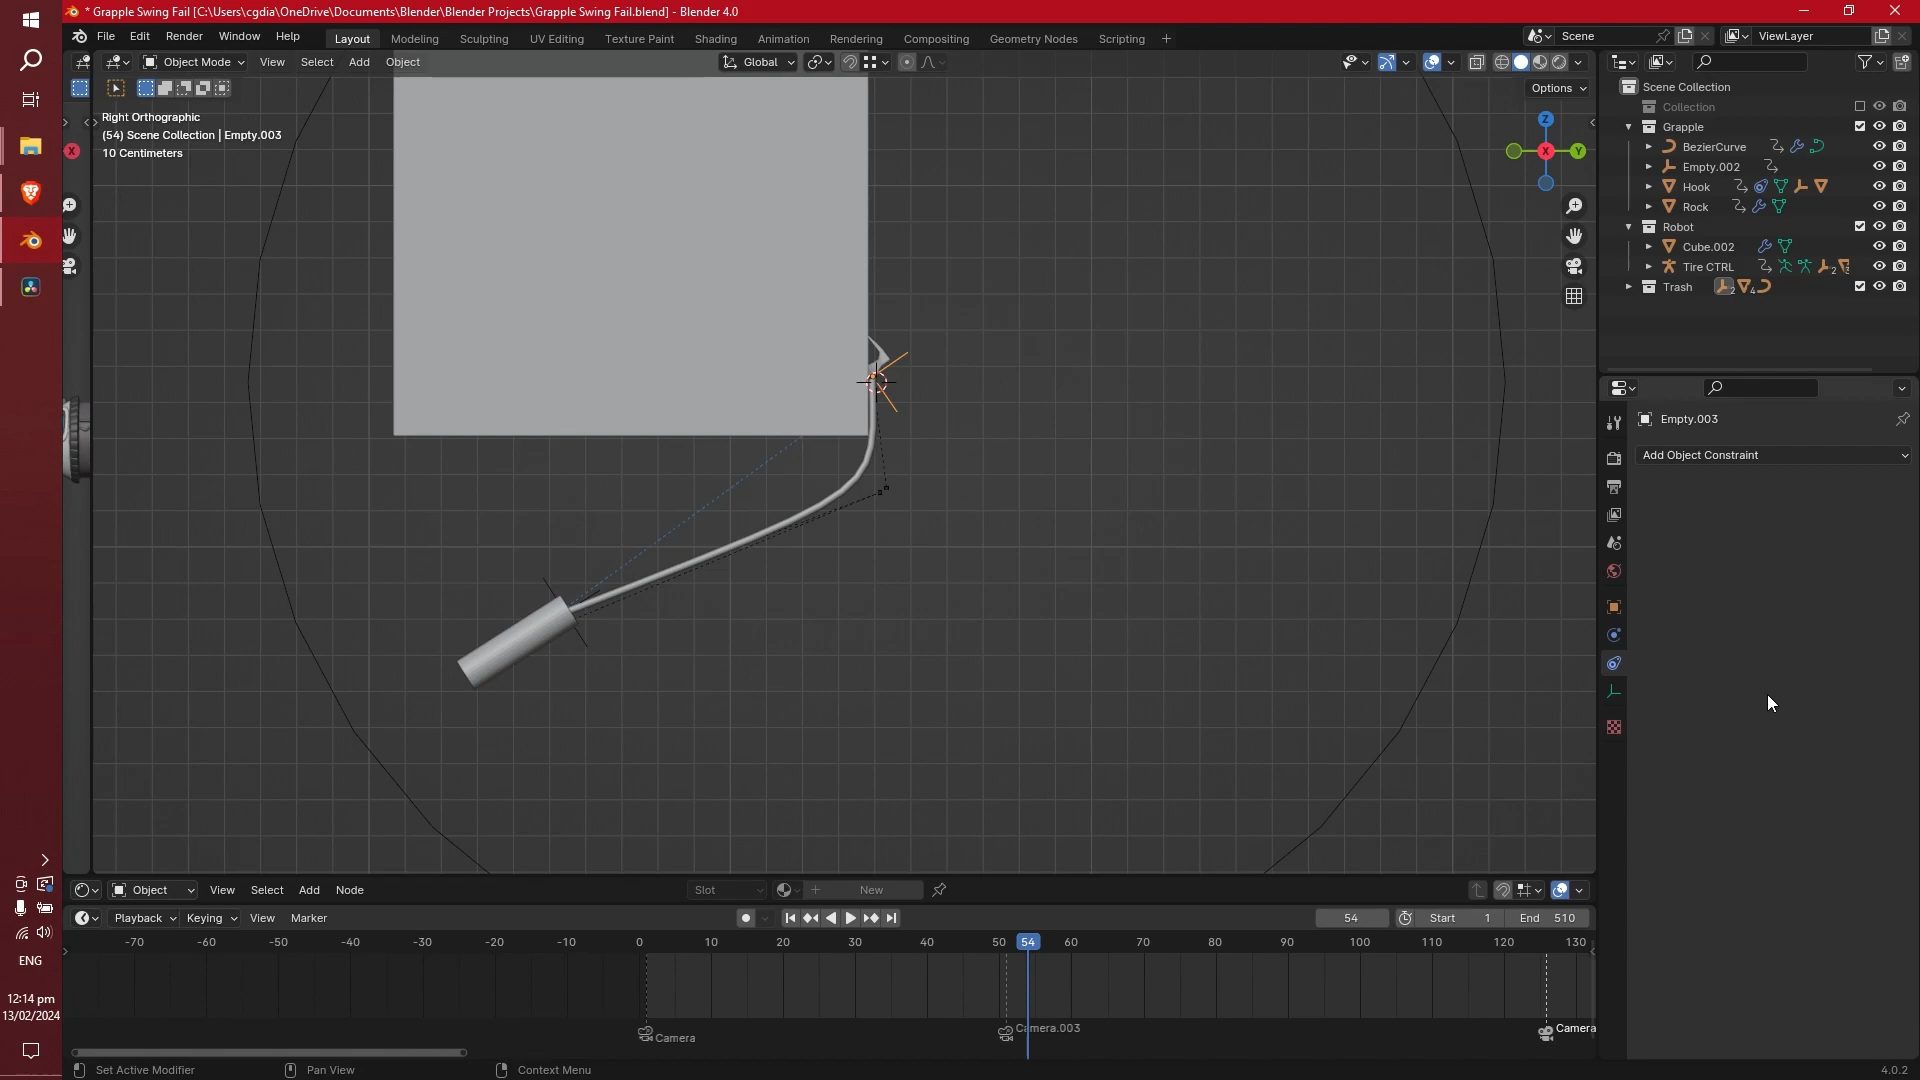 * Grapple Swing Fail [C:\Users\cgdia\OneDrive\Documents\Blender\Blender Projects\Grapple Swing Fail.blend] - Blender 4.0
File Edit Render Window Help Layout Modeling Sculpting UV Editing Texture Paint Shading Animation Rendering Compositing Geometry Nodes Scripting + Scene ViewLayer
Object Mode View Select Add Object Global
Options
Right Orthographic
(54) Scene Collection | Empty.003
10 Centimeters
X
Z
X
Y
Scene Collection
Collection
Grapple
BezierCurve
Empty.002
Hook
Rock
Robot
Cube.002
Tire CTRL 2
Trash 2 4
Empty.003
Add Object Constraint
Object View Select Add Object Node Slot New
Playback Keying View Marker 54 Start 1 End 510
-70 -60 -50 -40 -30 -20 -10 0 10 20 30 40 50 54 60 70 80 90 100 110 120 130
Camera
Camera.003
Camera
Set Active Modifier Pan View Context Menu 4.0.2
ENG
12:14 pm
13/02/2024